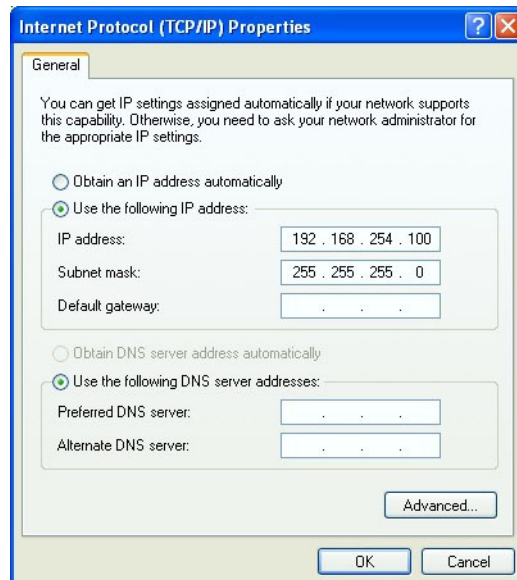 Internet Protocol (TCP/IP) Properties
General
You can get IP settings assigned automatically if your network supports
this capability. Otherwise, you need to ask your network administrator for
the appropriate IP settings.
Obtain an IP address automatically
Use the following IP address:
IP address: 192 . 168 . 254 . 100
Subnet mask: 255 . 255 . 255 . 0
Default gateway: . . .
Obtain DNS server address automatically
Use the following DNS server addresses:
Preferred DNS server: . . .
Alternate DNS server: . . .
Advanced...
OK Cancel